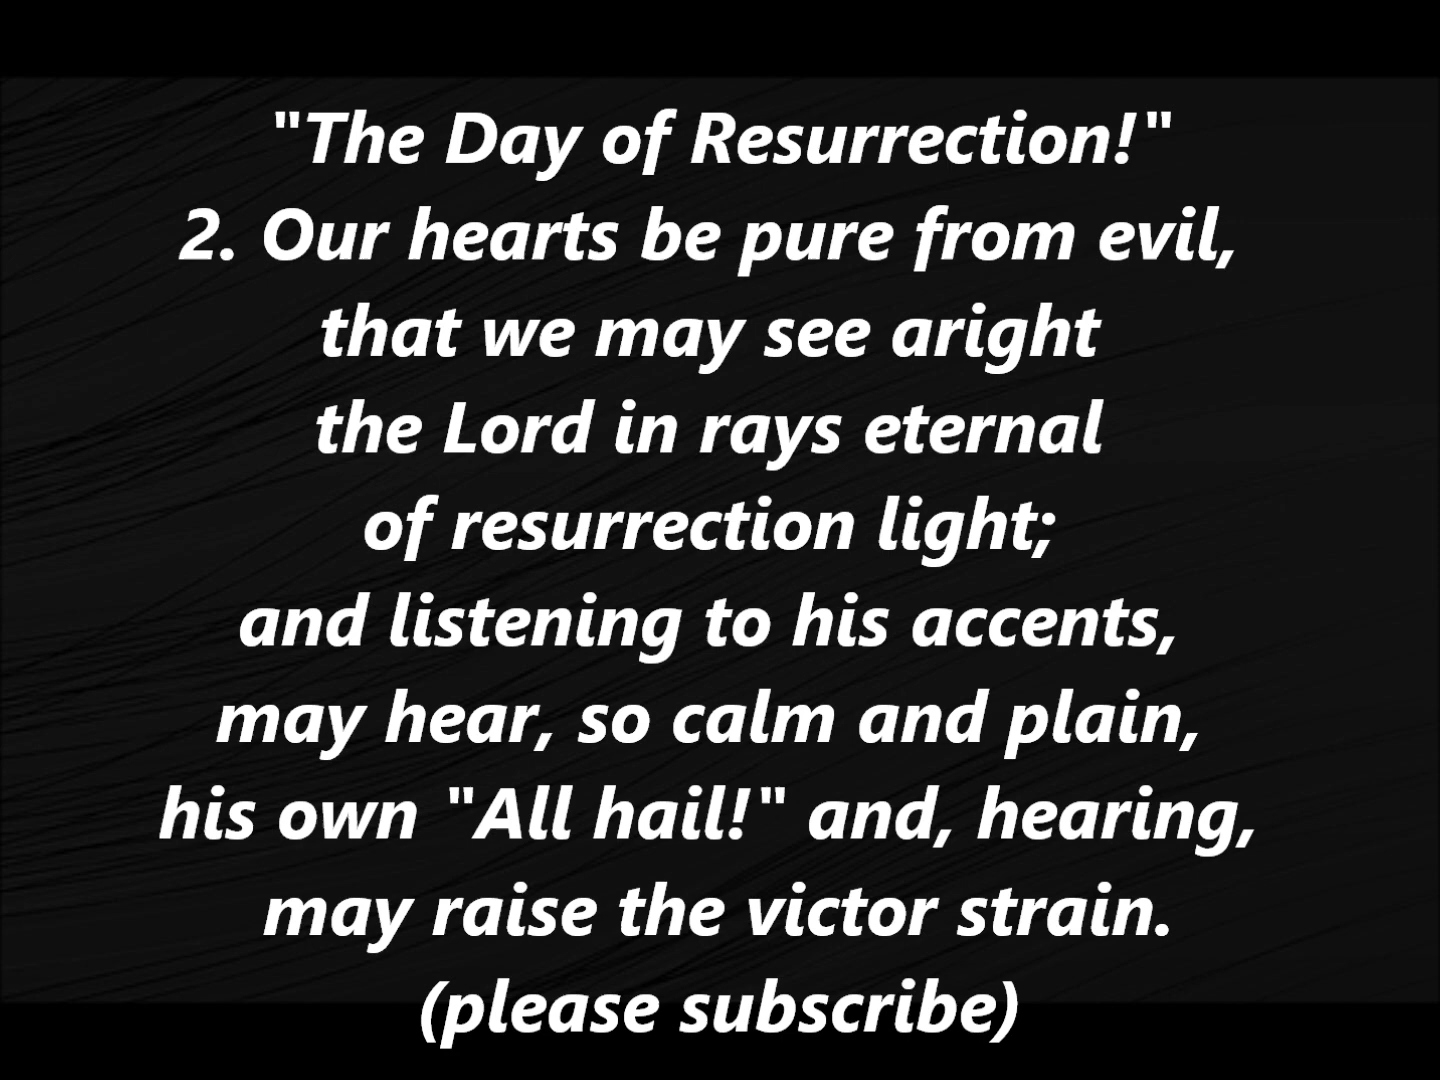 "The Day of Resurrection!"
2. Our hearts be pure from evil,
that we may see aright
the Lord in rays eternal
of resurrection light;
and listening to his accents,
may hear, so calm and plain,
his own "All hail!" and, hearing,
may raise the victor strain.
(please subscribe)